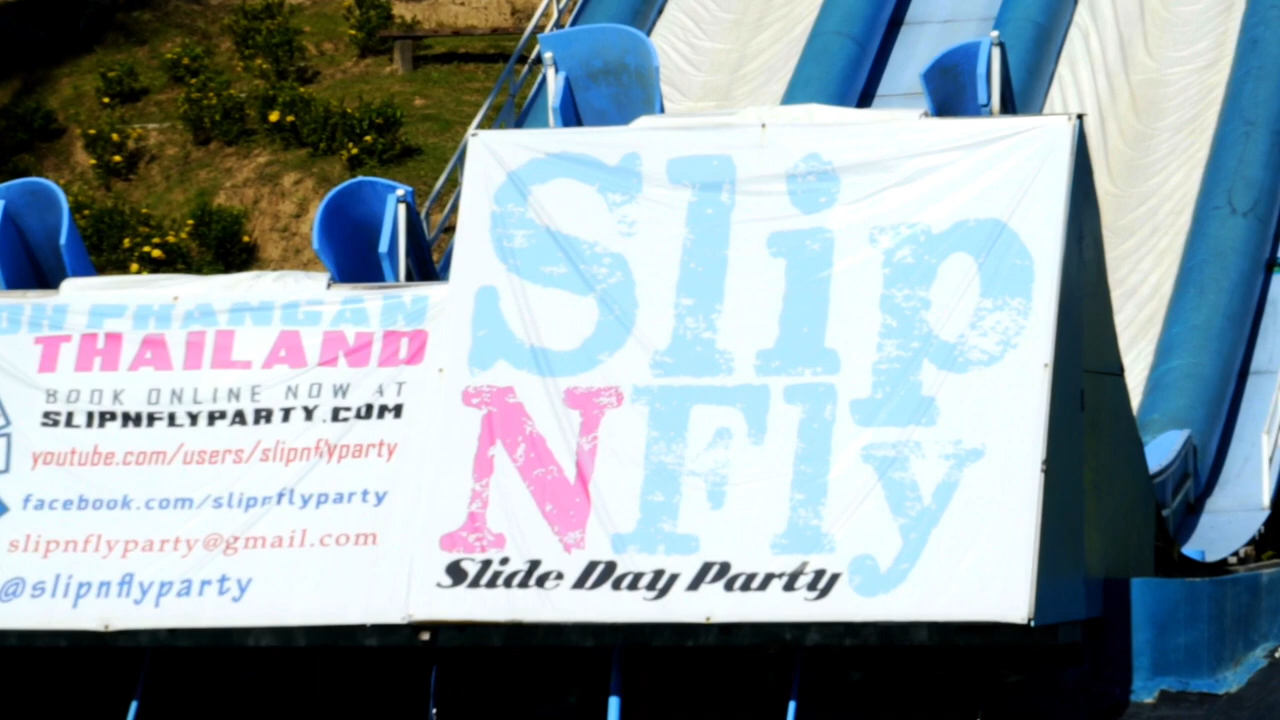 PHANGAN
THAILAND
BOOK ONLINE NOW AT
SLIPNFLYPARTY.COM
youtube.com/users/slipnflyparty
facebook.com/slipnflyparty
slipnflyparty@gmail.com
@slipnflyparty
Slip
NFly
Slide Day Party